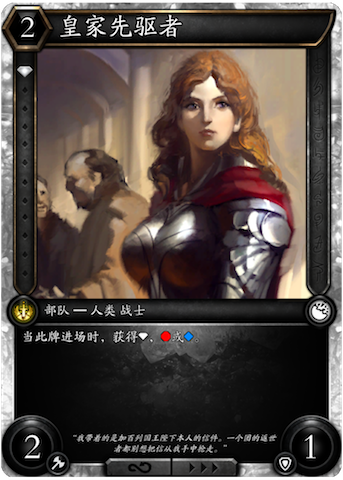 2
皇家先驱者
部队 — 人类 战士
当此牌进场时，获得，或。
"我带着的是加百列国王陛下本人的信件。一个团的遁世
者都别想把信从我手中抢走。"
2
1